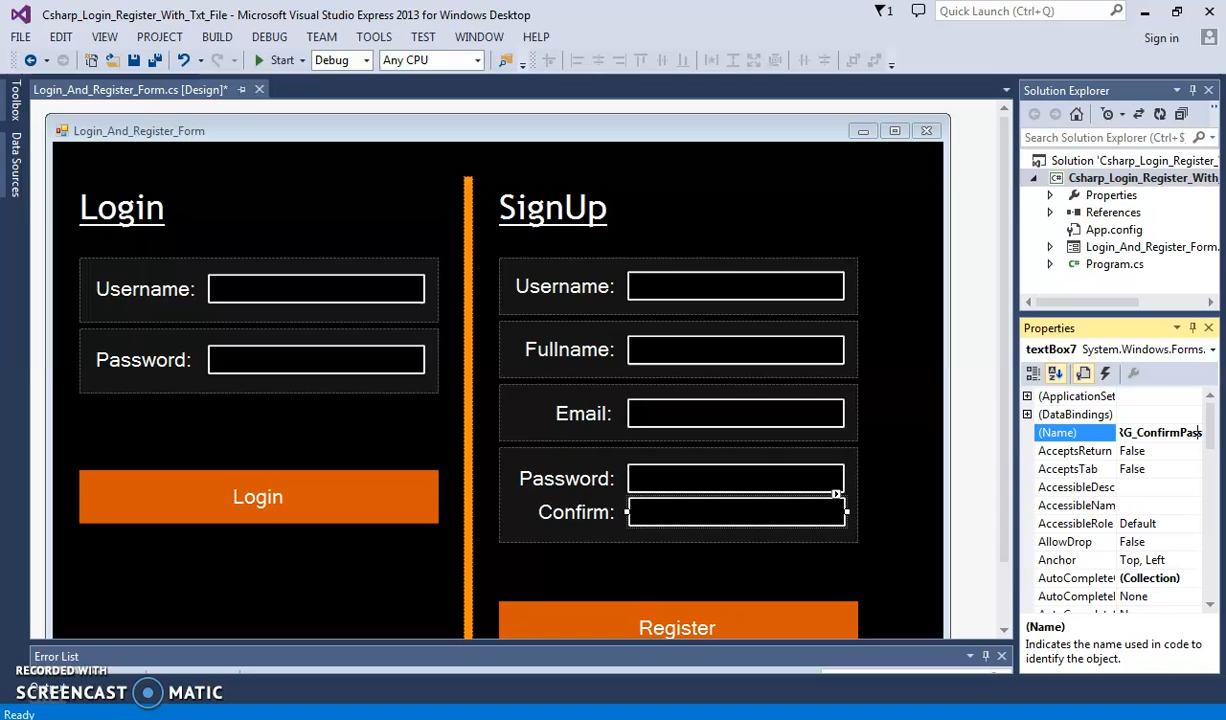 Csharp_Login_Register_With_Txt_File - Microsoft Visual Studio Express 2013 for Windows Desktop
1
Quick Launch (Ctrl+Q)
FILE EDIT VIEW PROJECT BUILD DEBUG TEAM TOOLS TEST WINDOW HELP
Sign in
Start Debug Any CPU
Toolbox
Data Sources
Login_And_Register_Form.cs [Design]*
Login_And_Register_Form
Login
Username:
Password:
Login
SignUp
Username:
Fullname:
Email:
Password:
Confirm:
Register
Solution Explorer
Search Solution Explorer (Ctrl+$)
Solution 'Csharp_Login_Register_
Csharp_Login_Register_With_
Properties
References
App.config
Login_And_Register_Form.
Program.cs
Properties
textBox7 System.Windows.Forms.
(ApplicationSet
(DataBindings)
(Name) RG_ConfirmPass
AcceptsReturn False
AcceptsTab False
AccessibleDesc
AccessibleNam
AccessibleRole Default
AllowDrop False
Anchor Top, Left
AutoComplete (Collection)
AutoComplete None
(Name)
Indicates the name used in code to
identify the object.
Error List
RECORDED WITH
SCREENCAST MATIC
Ready